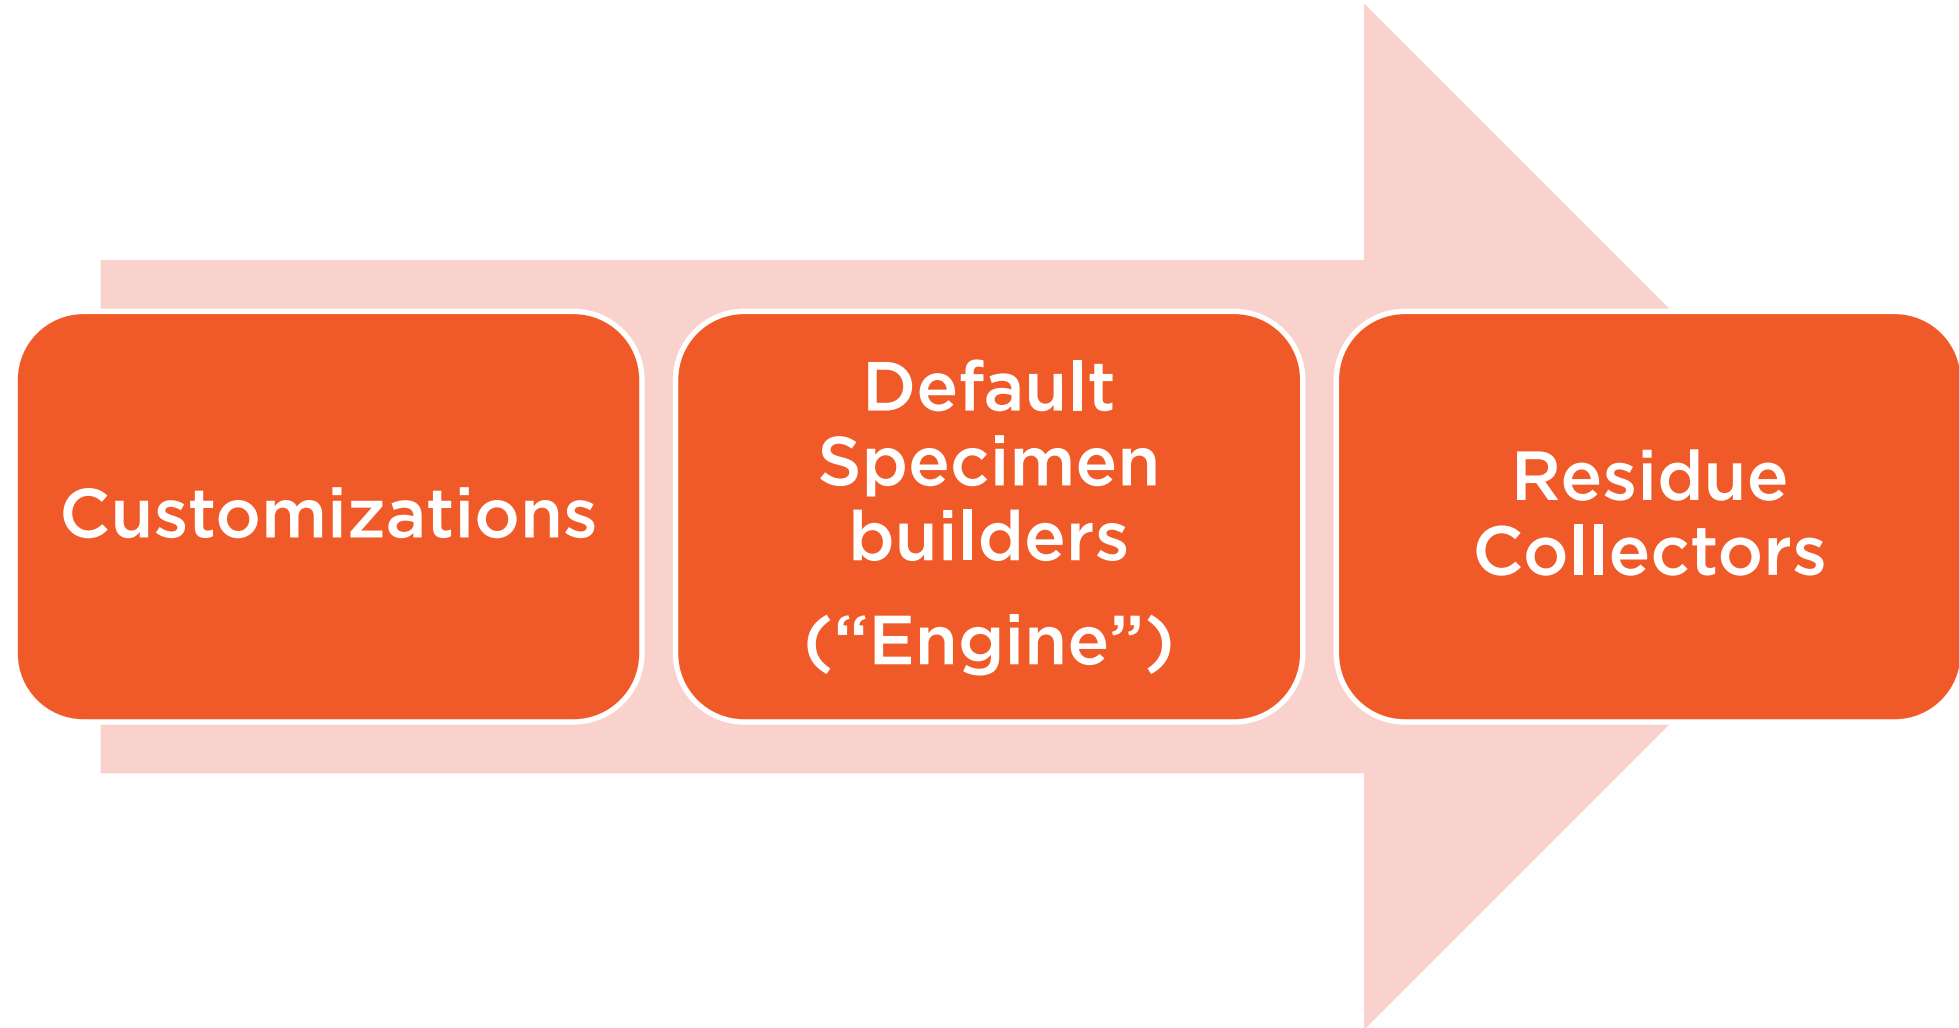 Customizations
Default
Specimen
builders
(“Engine”)
Residue
Collectors